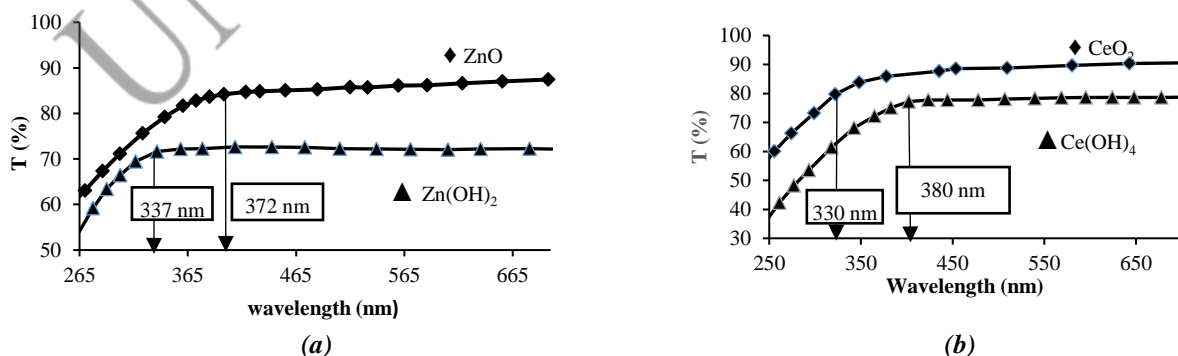 U
100
90
80
70
60
50
T (%)
ZnO
Zn(OH)2
337 nm
372 nm
265
365
465
565
665
wavelength (nm)
(a)
100
90
80
70
60
50
40
30
T (%)
CeO2
Ce(OH)4
330 nm
380 nm
250
350
450
550
650
Wavelength (nm)
(b)